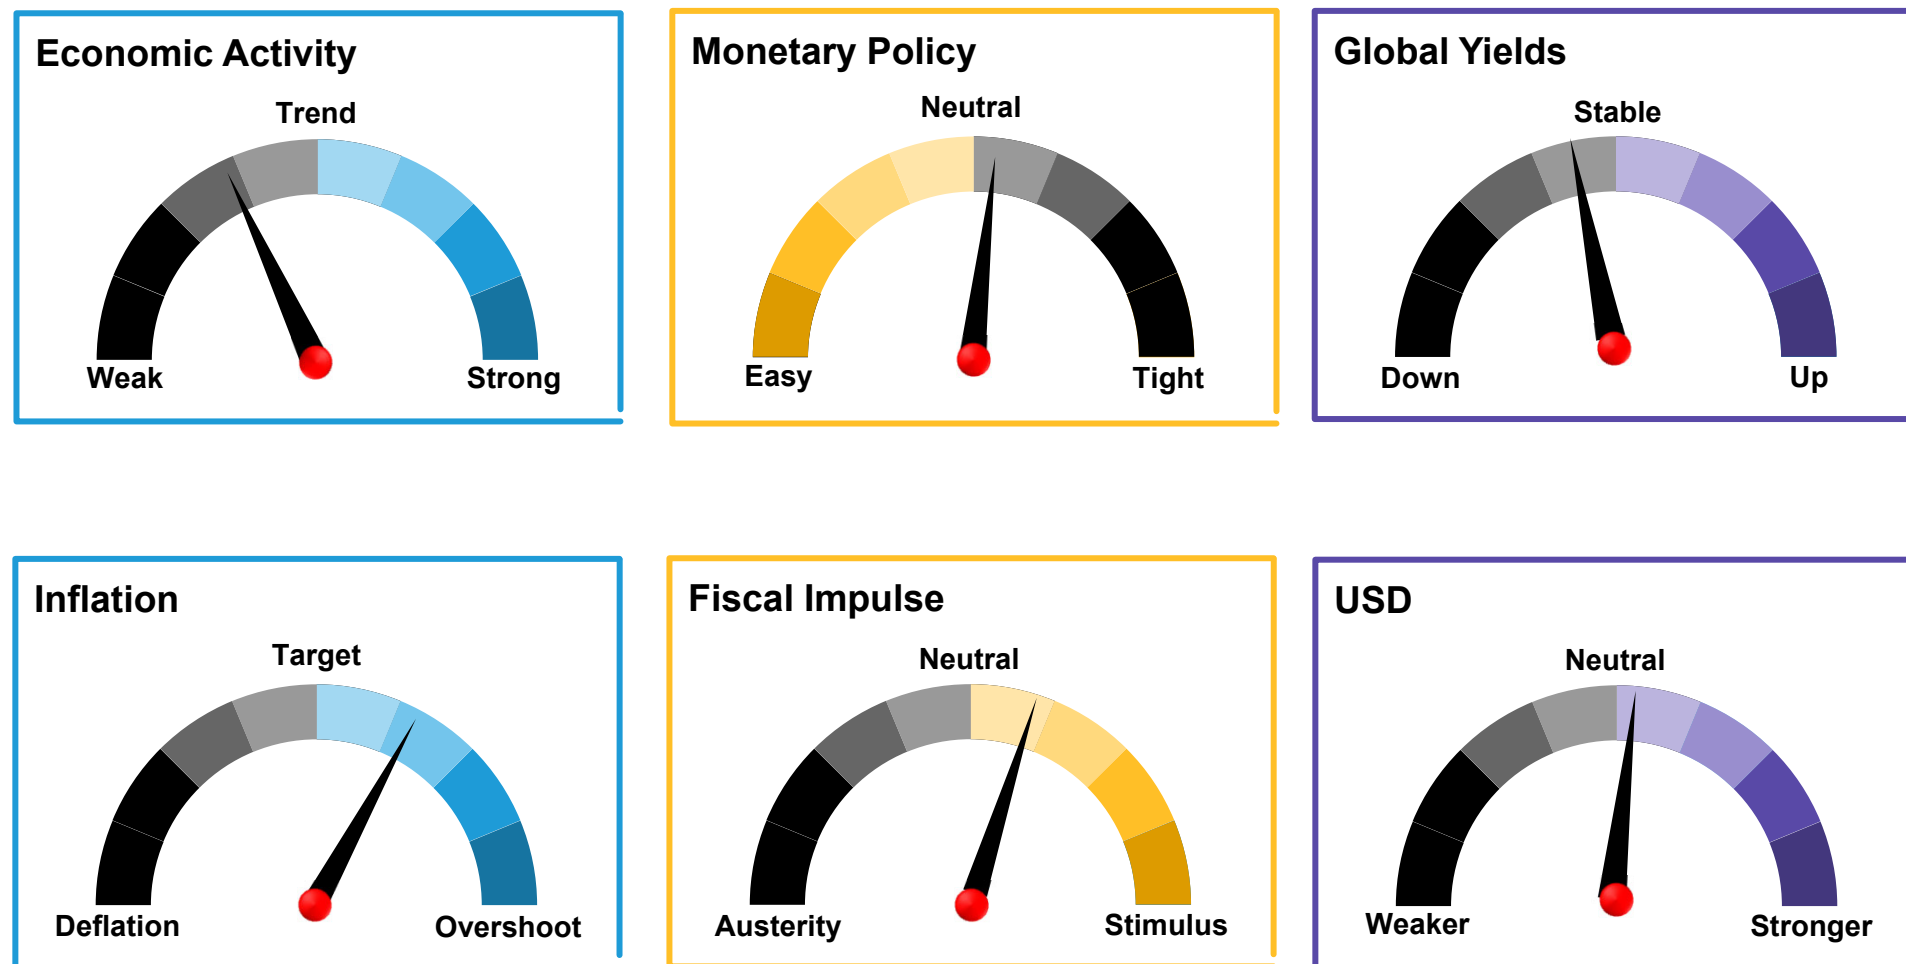 Economic Activity
Trend
Weak
Strong
Monetary Policy
Neutral
Easy
Tight
Global Yields
Stable
Down
Up
Inflation
Target
Deflation
Overshoot
Fiscal Impulse
Neutral
Austerity
Stimulus
USD
Neutral
Weaker
Stronger